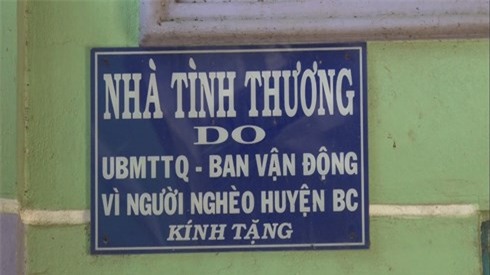 NHÀ TÌNH THƯƠNG
DO
UBMTTQ - BAN VẬN ĐỘNG
VÌ NGƯỜI NGHÈO HUYỆN BC
KÍNH TẶNG